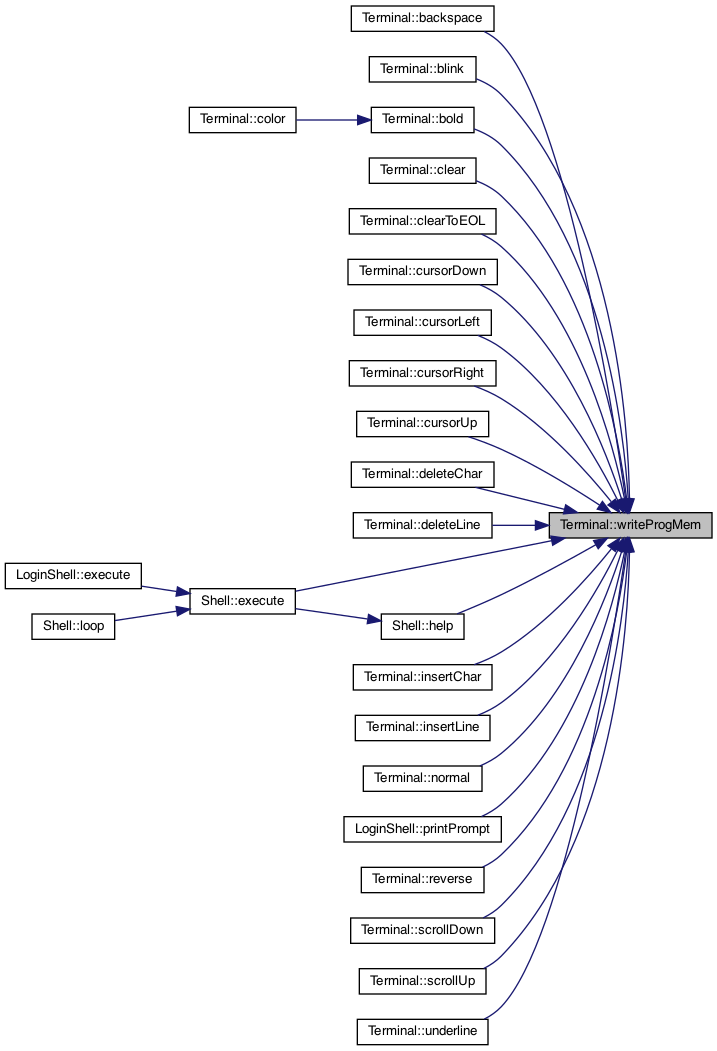 Terminal::backspace
Terminal::blink
Terminal::color
Terminal::bold
Terminal::clear
Terminal::clearToEOL
Terminal::cursorDown
Terminal::cursorLeft
Terminal::cursorRight
Terminal::cursorUp
Terminal::deleteChar
Terminal::deleteLine
Terminal::writeProgMem
LoginShell::execute
Shell::execute
Shell::loop
Shell::help
Terminal::insertChar
Terminal::insertLine
Terminal::normal
LoginShell::printPrompt
Terminal::reverse
Terminal::scrollDown
Terminal::scrollUp
Terminal::underline